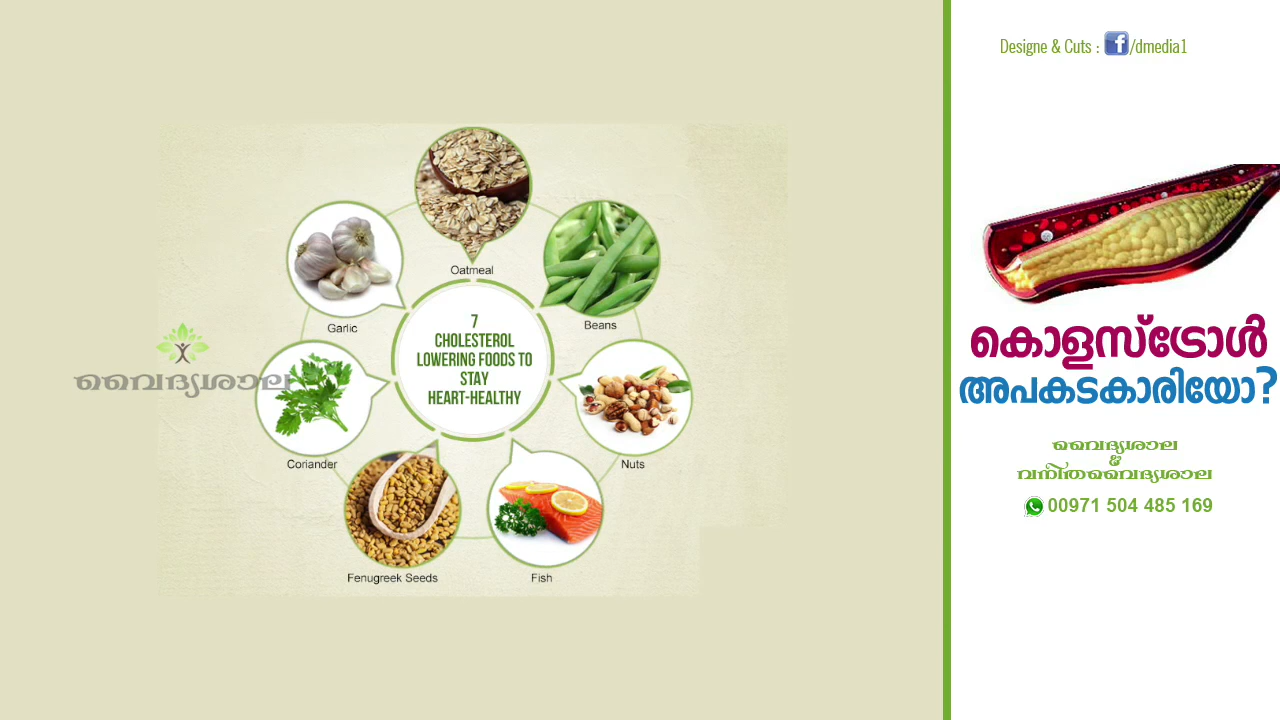 Designe & Cuts : f/dmedia1
Oatmeal
Garlic
Beans
7
CHOLESTEROL
LOWERING FOODS TO
STAY
HEART-HEALTHY
വൈദ്യശാല
Coriander
Nuts
Fenugreek Seeds
Fish
കൊളസ്ട്രോൾ
അപകടകാരിയോ?
വൈദ്യശാല
&
വനിതവൈദ്യശാല
00971 504 485 169